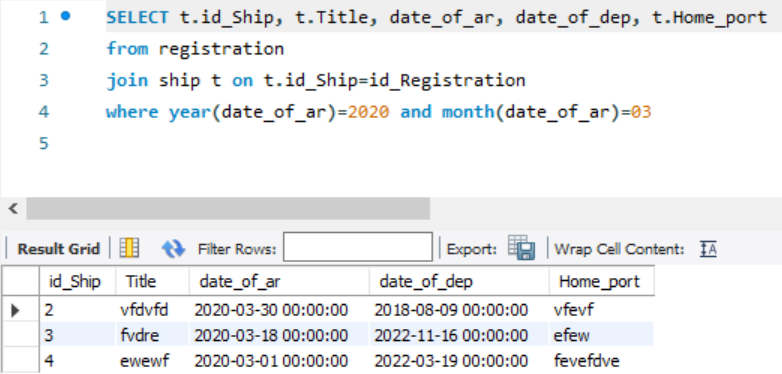 1 SELECT t.id_Ship, t.Title, date_of_ar, date_of_dep, t.Home_port
2 from registration
3 join ship t on t.id_Ship=id_Registration
4 where year(date_of_ar)=2020 and month(date_of_ar)=03
5
Result Grid Filter Rows: Export: Wrap Cell Content:
id_Ship Title date_of_ar date_of_dep Home_port
2 vfdvfd 2020-03-30 00:00:00 2018-08-09 00:00:00 vfevf
3 fvdre 2020-03-18 00:00:00 2022-11-16 00:00:00 efew
4 ewewf 2020-03-01 00:00:00 2022-03-19 00:00:00 fevefdve